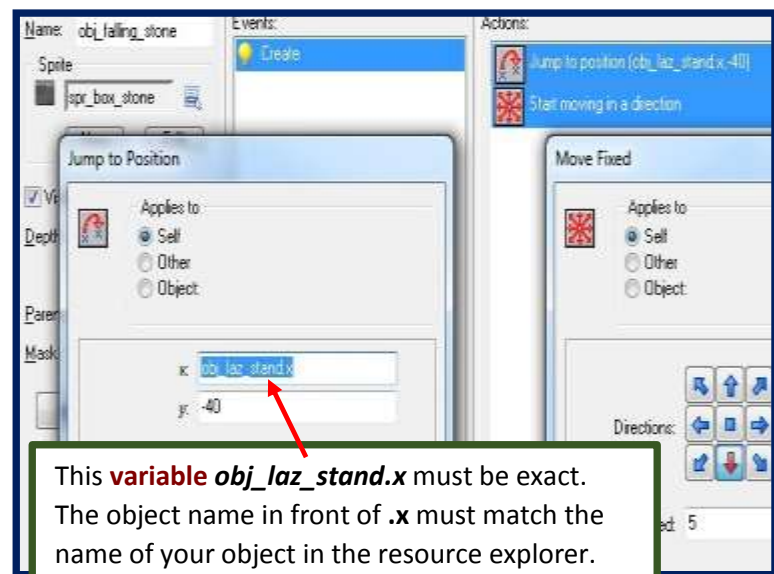 Name: obj_falling_stone
Events:
Actions:
Sprite
Create
Jump to position (obj_laz_stand.x,-40)
spr_box_stone
Start moving in a direction
Jump to Position
Move Fixed
Applies to
Self
Other
Object:
Applies to
Self
Other
Object:
Depth
Mask
x: obj_laz_stand.x
y: -40
Directions:
5
This variable obj_laz_stand.x must be exact.
The object name in front of .x must match the
name of your object in the resource explorer.